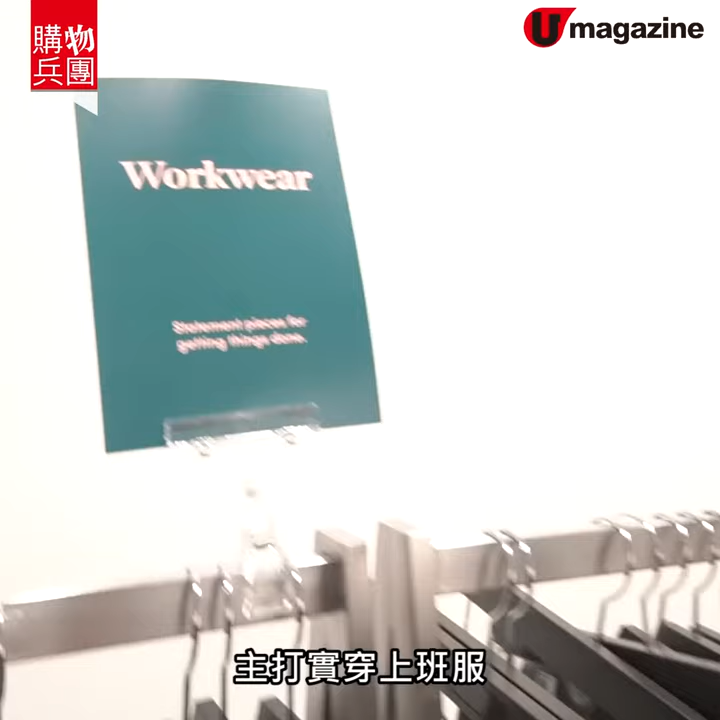 購物
兵團
U magazine
Workwear
Statement pieces for
getting things done.
主打實穿上班服